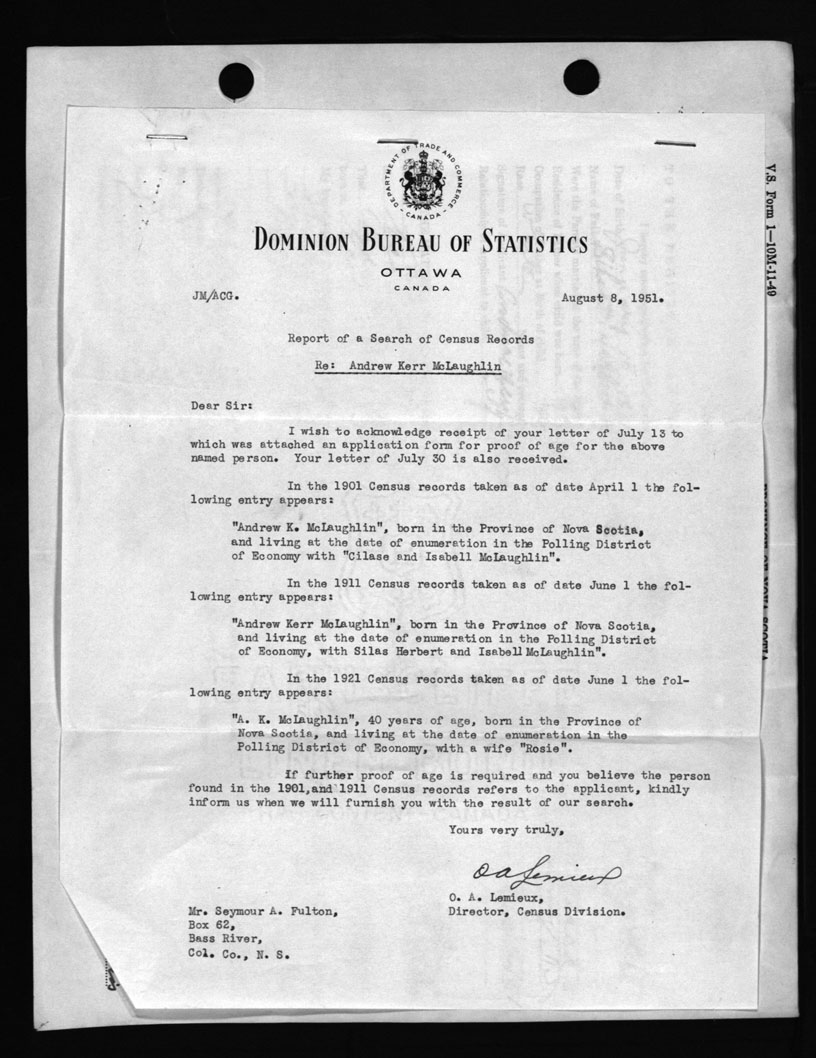 DEPARTMENT OF TRADE AND COMMERCE
- CANADA -
DOMINION BUREAU OF STATISTICS
OTTAWA
CANADA
JM/ACG.
August 8, 1951.
Report of a Search of Census Records
Re: Andrew Kerr McLaughlin
Dear Sir:
I wish to acknowledge receipt of your letter of July 13 to
which was attached an application form for proof of age for the above
named person. Your letter of July 30 is also received.
In the 1901 Census records taken as of date April 1 the fol-
lowing entry appears:
"Andrew K. McLaughlin", born in the Province of Nova Scotia,
and living at the date of enumeration in the Polling District
of Economy with "Cilase and Isabell McLaughlin".
In the 1911 Census records taken as of date June 1 the fol-
lowing entry appears:
"Andrew Kerr McLaughlin", born in the Province of Nova Scotia,
and living at the date of enumeration in the Polling District
of Economy, with Silas Herbert and Isabell McLaughlin".
In the 1921 Census records taken as of date June 1 the fol-
lowing entry appears:
"A. K. McLaughlin", 40 years of age, born in the Province of
Nova Scotia, and living at the date of enumeration in the
Polling District of Economy, with a wife "Rosie".
If further proof of age is required and you believe the person
found in the 1901, and 1911 Census records refers to the applicant, kindly
inform us when we will furnish you with the result of our search.
Yours very truly,
O A Lemieux
O. A. Lemieux,
Director, Census Division.
Mr. Seymour A. Fulton,
Box 62,
Bass River,
Col. Co., N. S.
V.S. Form 1—10M-11-49